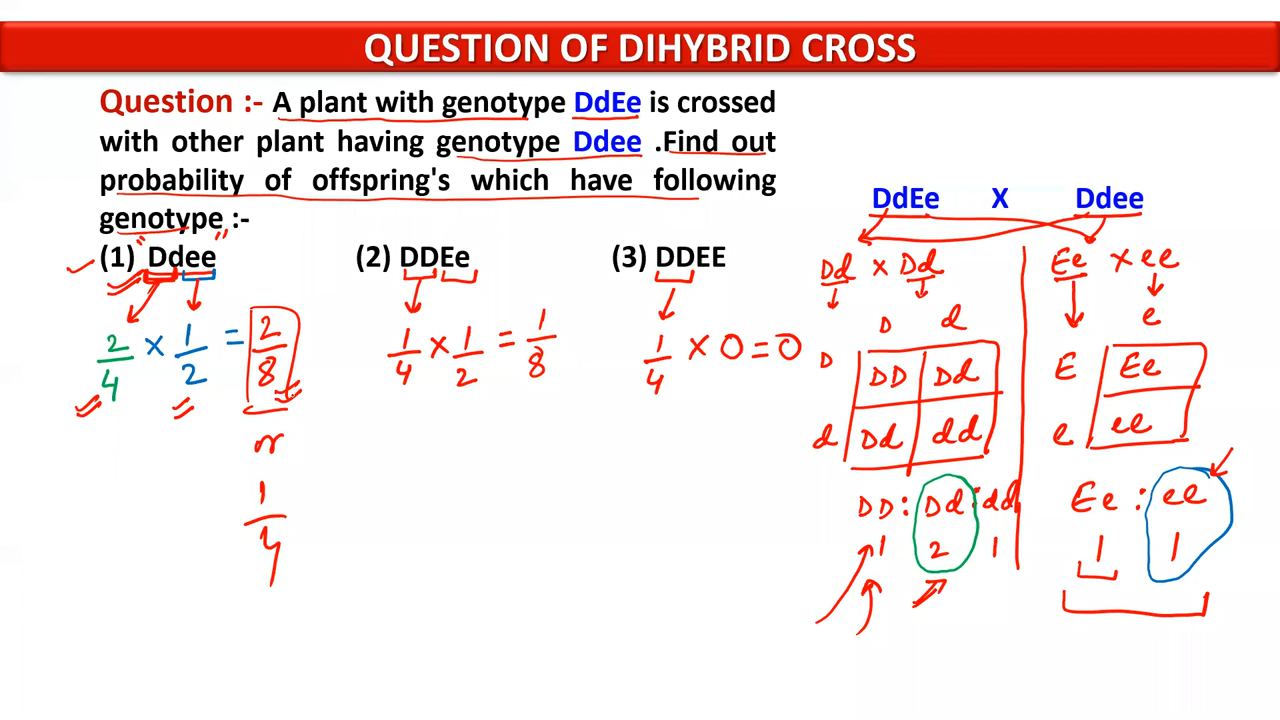 QUESTION OF DIHYBRID CROSS
Question :- A plant with genotype DdEe is crossed
with other plant having genotype Ddee .Find out
probability of offspring's which have following
genotype :-
(1) "Ddee" (2) DDEe (3) DDEE
2/4 × 1/2 = 2/8
or
1/4
1/4 × 1/2 = 1/8
1/4 × 0 = 0
DdEe X Ddee
Dd × Dd
D d
D DD Dd
d Dd dd
DD : Dd : dd
1 2 1
Ee × ee
e
E Ee
e ee
Ee : ee
1 1